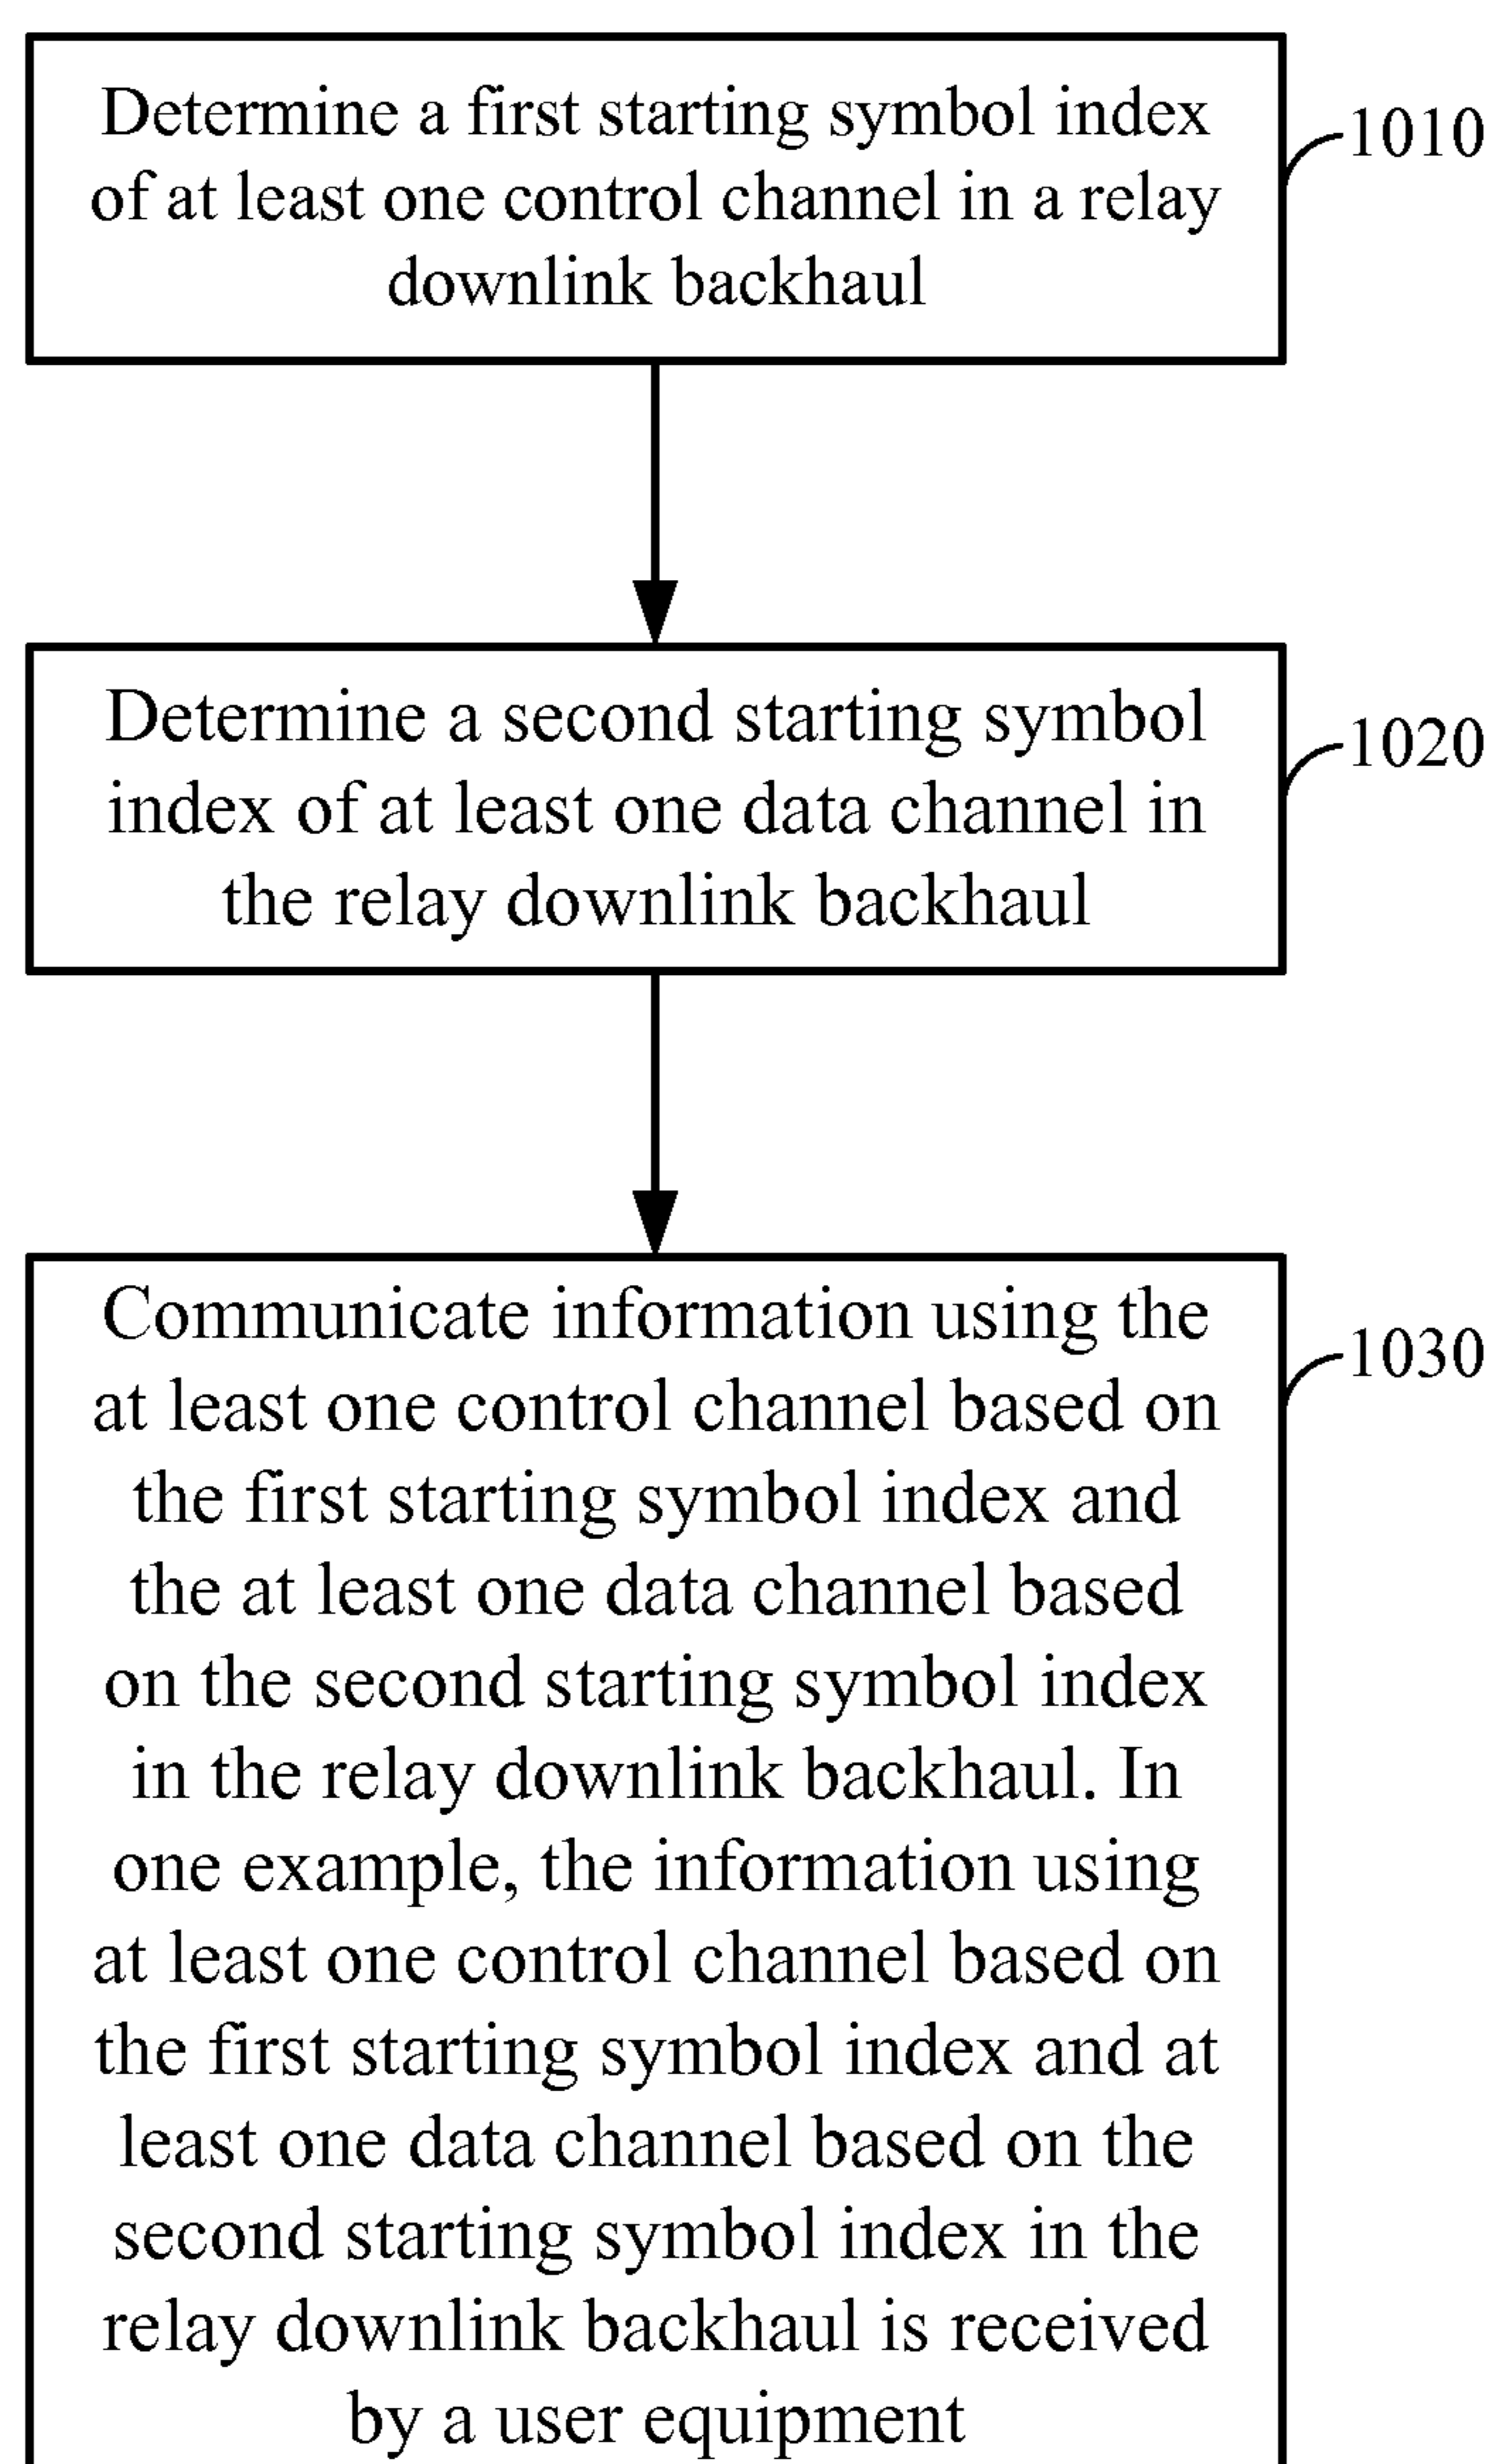 Determine a first starting symbol index
of at least one control channel in a relay
downlink backhaul
1010
Determine a second starting symbol
index of at least one data channel in
the relay downlink backhaul
1020
Communicate information using the
at least one control channel based on
the first starting symbol index and
the at least one data channel based
on the second starting symbol index
in the relay downlink backhaul. In
one example, the information using
at least one control channel based on
the first starting symbol index and at
least one data channel based on the
second starting symbol index in the
relay downlink backhaul is received
by a user equipment
1030